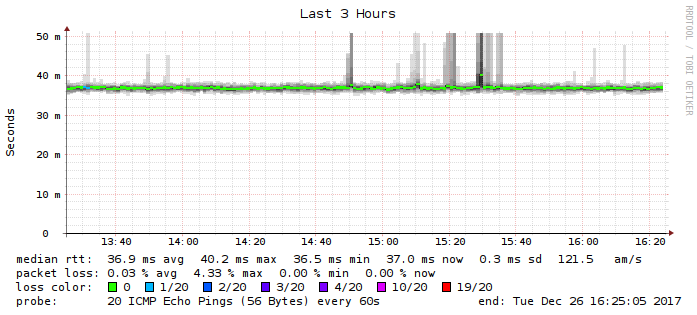 Last 3 Hours
RRDTOOL / TOBI OETIKER
Seconds
50 m
40 m
30 m
20 m
10 m
0
13:40 14:00 14:20 14:40 15:00 15:20 15:40 16:00 16:20
median rtt: 36.9 ms avg 40.2 ms max 36.5 ms min 37.0 ms now 0.3 ms sd 121.5 am/s
packet loss: 0.03 % avg 4.33 % max 0.00 % min 0.00 % now
loss color: 0 1/20 2/20 3/20 4/20 10/20 19/20
probe: 20 ICMP Echo Pings (56 Bytes) every 60s end: Tue Dec 26 16:25:05 2017